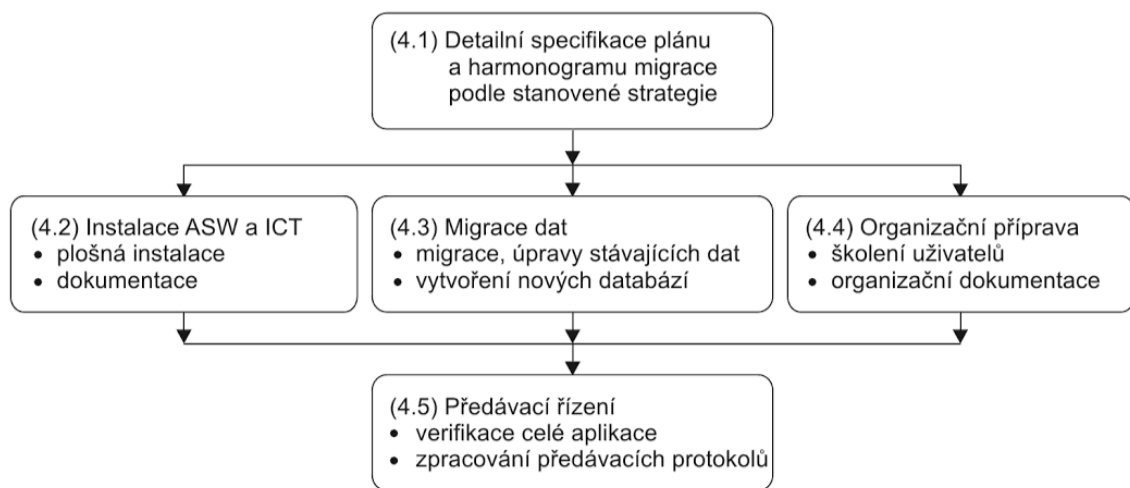 (4.1) Detailní specifikace plánu
a harmonogramu migrace
podle stanovené strategie
(4.2) Instalace ASW a ICT
• plošná instalace
• dokumentace
(4.3) Migrace dat
• migrace, úpravy stávajících dat
• vytvoření nových databází
(4.4) Organizační příprava
• školení uživatelů
• organizační dokumentace
(4.5) Předávací řízení
• verifikace celé aplikace
• zpracování předávacích protokolů